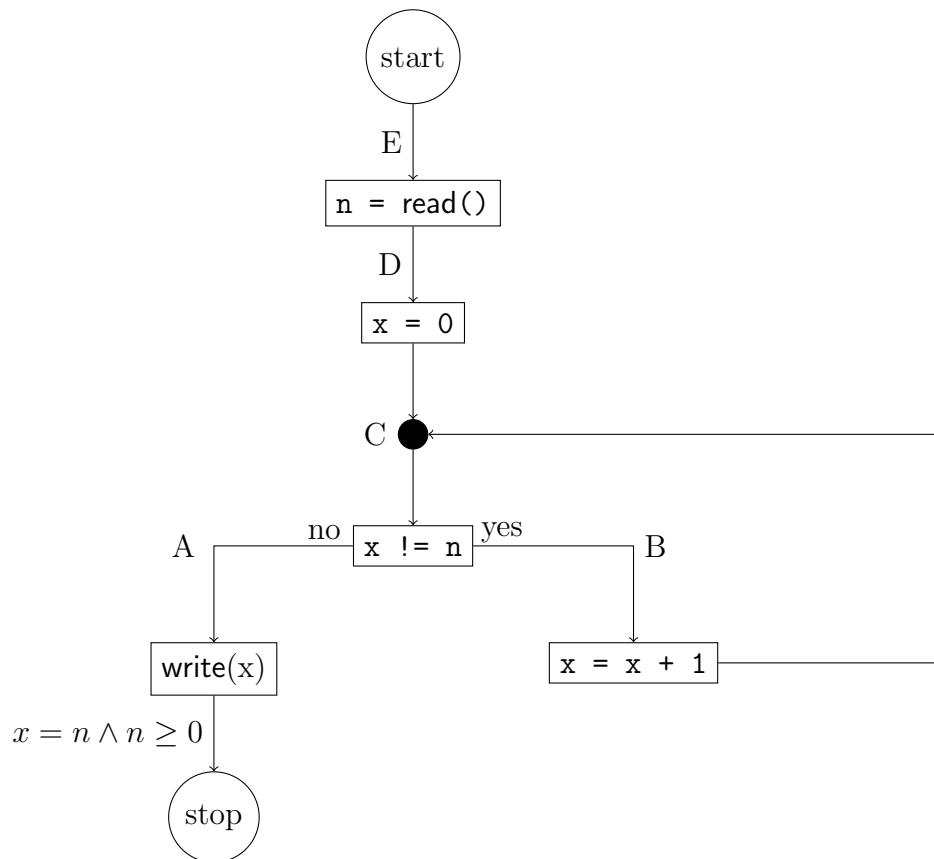 start
E
n = read()
D
x = 0
C
A
no
x != n
yes
B
write(x)
x = x + 1
x = n ∧ n ≥ 0
stop